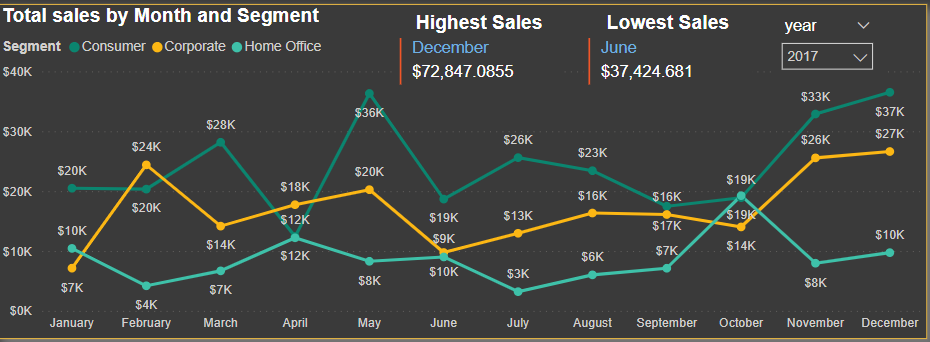 Total sales by Month and Segment
Segment Consumer Corporate Home Office
Highest Sales
December
$72,847.0855
Lowest Sales
June
$37,424.681
year
2017
$40K
$30K
$20K
$10K
$0K
$20K
$10K
$7K
$24K
$20K
$4K
$28K
$14K
$7K
$18K
$12K
$12K
$36K
$20K
$8K
$19K
$9K
$10K
$26K
$13K
$3K
$23K
$16K
$6K
$16K
$17K
$7K
$19K
$19K
$14K
$33K
$26K
$8K
$37K
$27K
$10K
January February March April May June July August September October November December